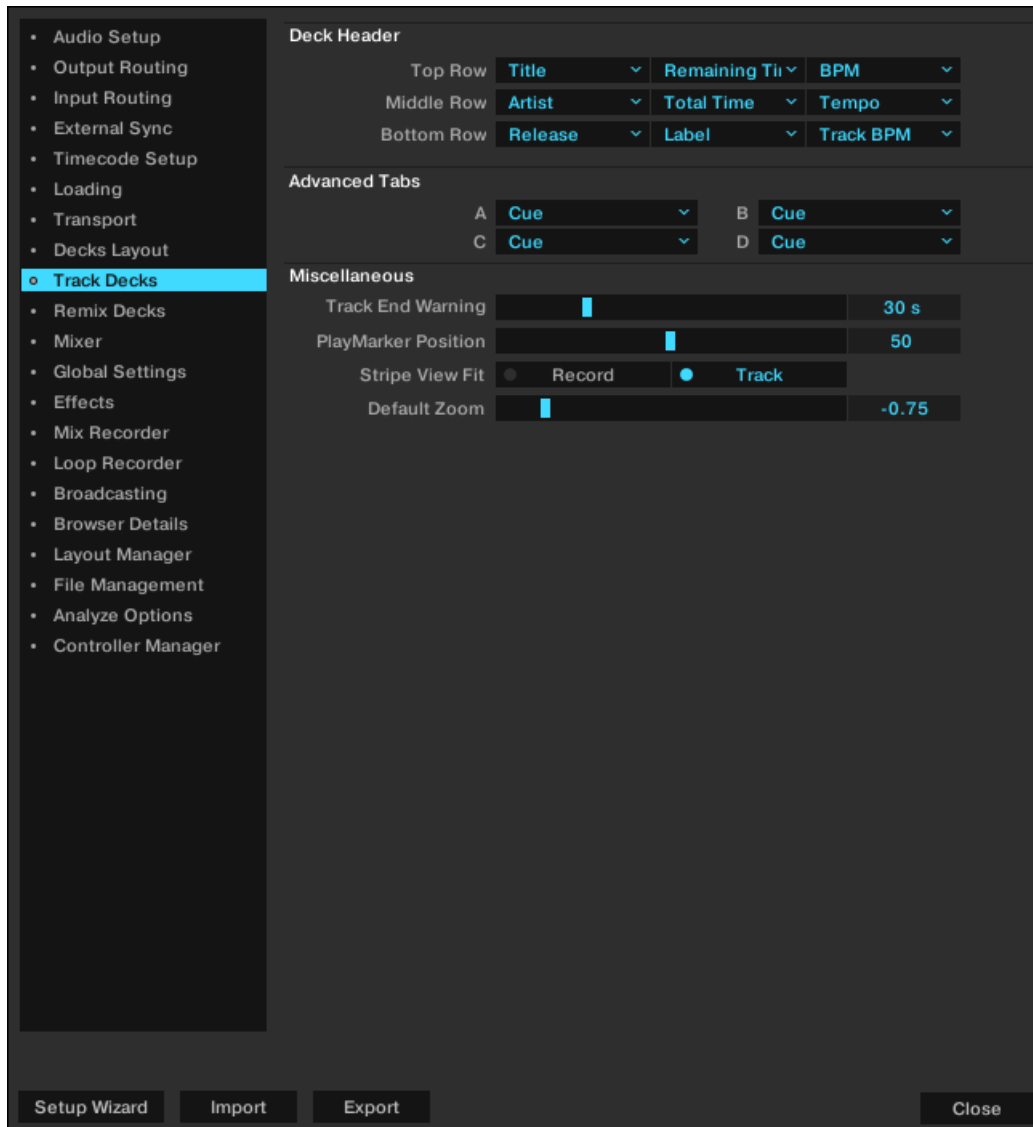 Audio Setup
Output Routing
Input Routing
External Sync
Timecode Setup
Loading
Transport
Decks Layout
Track Decks
Remix Decks
Mixer
Global Settings
Effects
Mix Recorder
Loop Recorder
Broadcasting
Browser Details
Layout Manager
File Management
Analyze Options
Controller Manager
Deck Header
Top Row Title Remaining Tin BPM
Middle Row Artist Total Time Tempo
Bottom Row Release Label Track BPM
Advanced Tabs
A Cue B Cue
C Cue D Cue
Miscellaneous
Track End Warning 30 s
PlayMarker Position 50
Stripe View Fit Record Track
Default Zoom -0.75
Setup Wizard Import Export Close